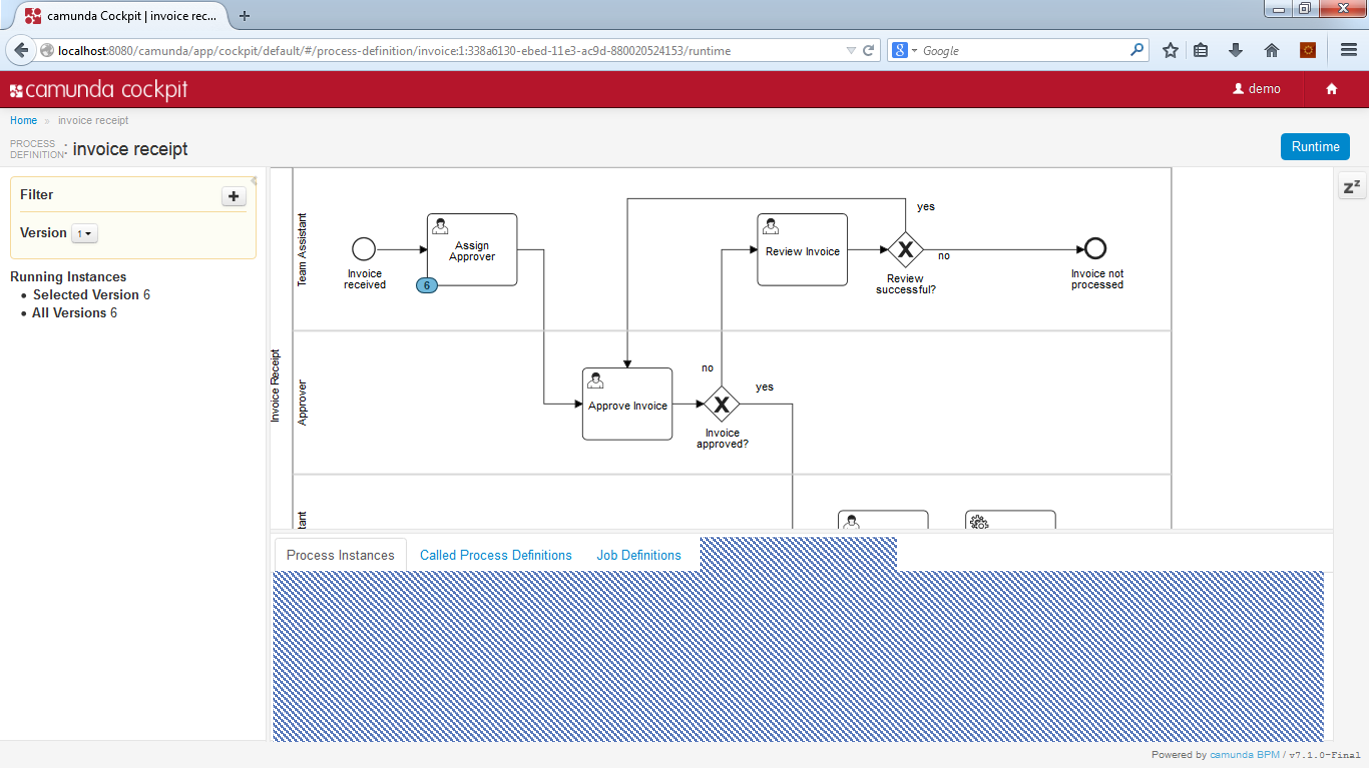 camunda Cockpit | invoice rec...
localhost:8080/camunda/app/cockpit/default/#/process-definition/invoice:1:338a6130-ebed-11e3-ac9d-880020524153/runtime
Google
camunda cockpit
demo
Home » invoice receipt
PROCESS DEFINITION: invoice receipt
Runtime
Filter
Version 1
Running Instances
Selected Version 6
All Versions 6
Invoice Receipt
Team Assistant
Invoice
received
Assign
Approver
6
Review Invoice
yes
no
Review
successful?
Invoice not
processed
Approver
Approve Invoice
no
yes
Invoice
approved?
tant
zz
Process Instances
Called Process Definitions
Job Definitions
Powered by camunda BPM / v7.1.0-Final